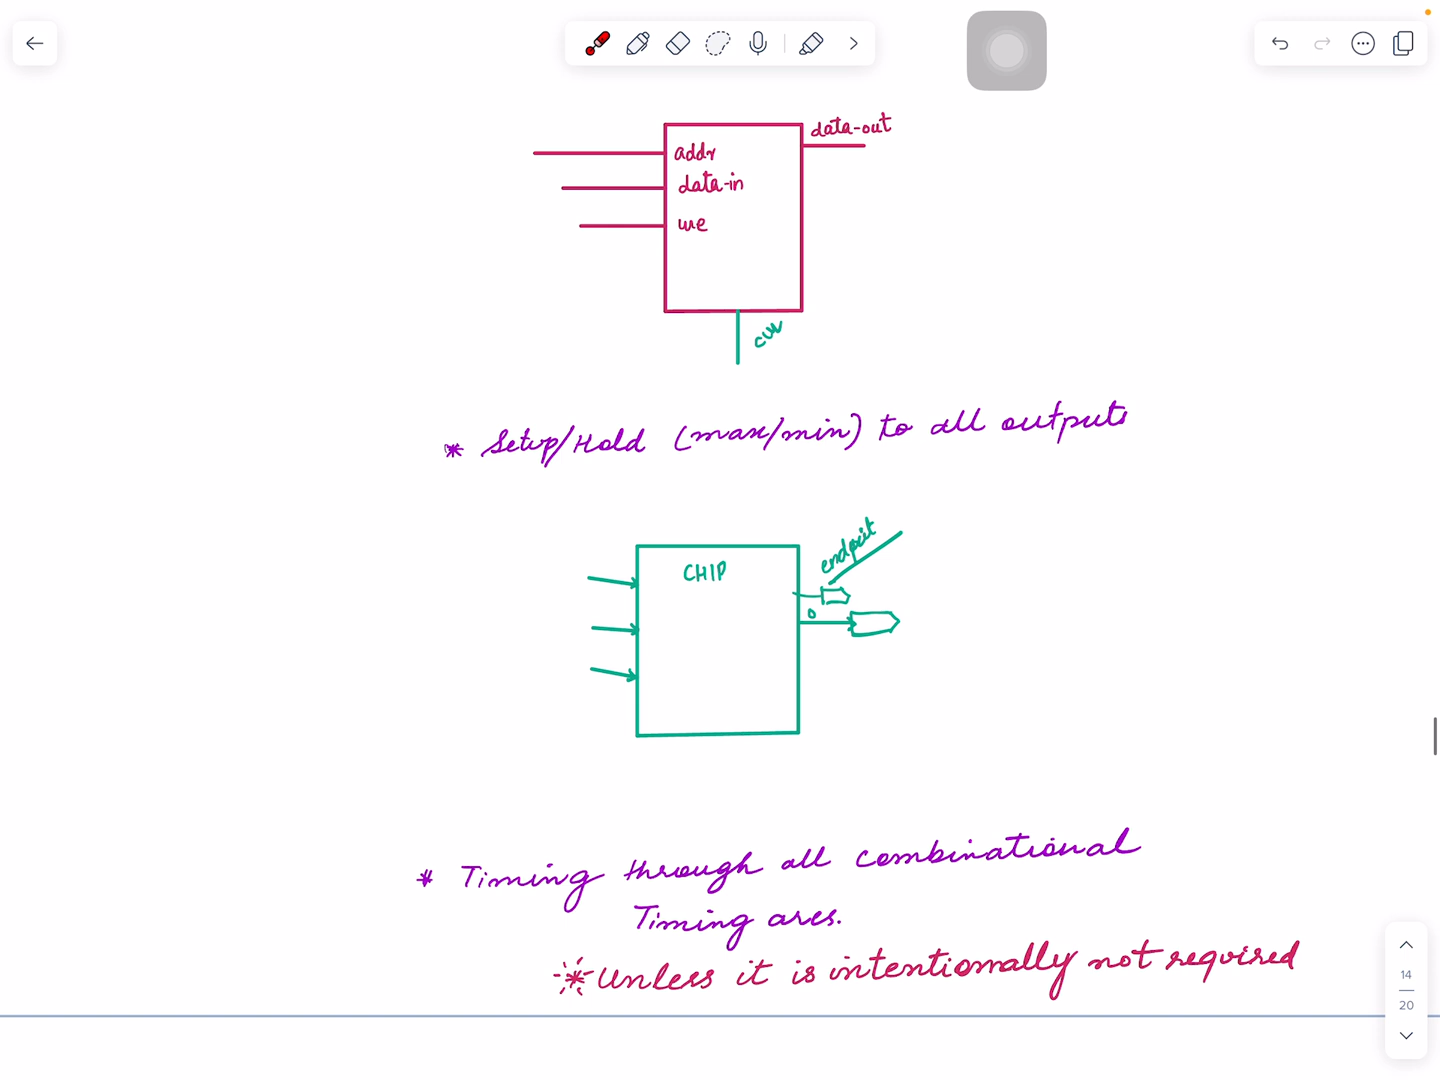 data-out
addr
data-in
we
clk
* Setup/Hold (max/min) to all outputs
endpoint
CHIP
* Timing through all combinational
Timing arcs.
* Unless it is intentionally not required
14
20